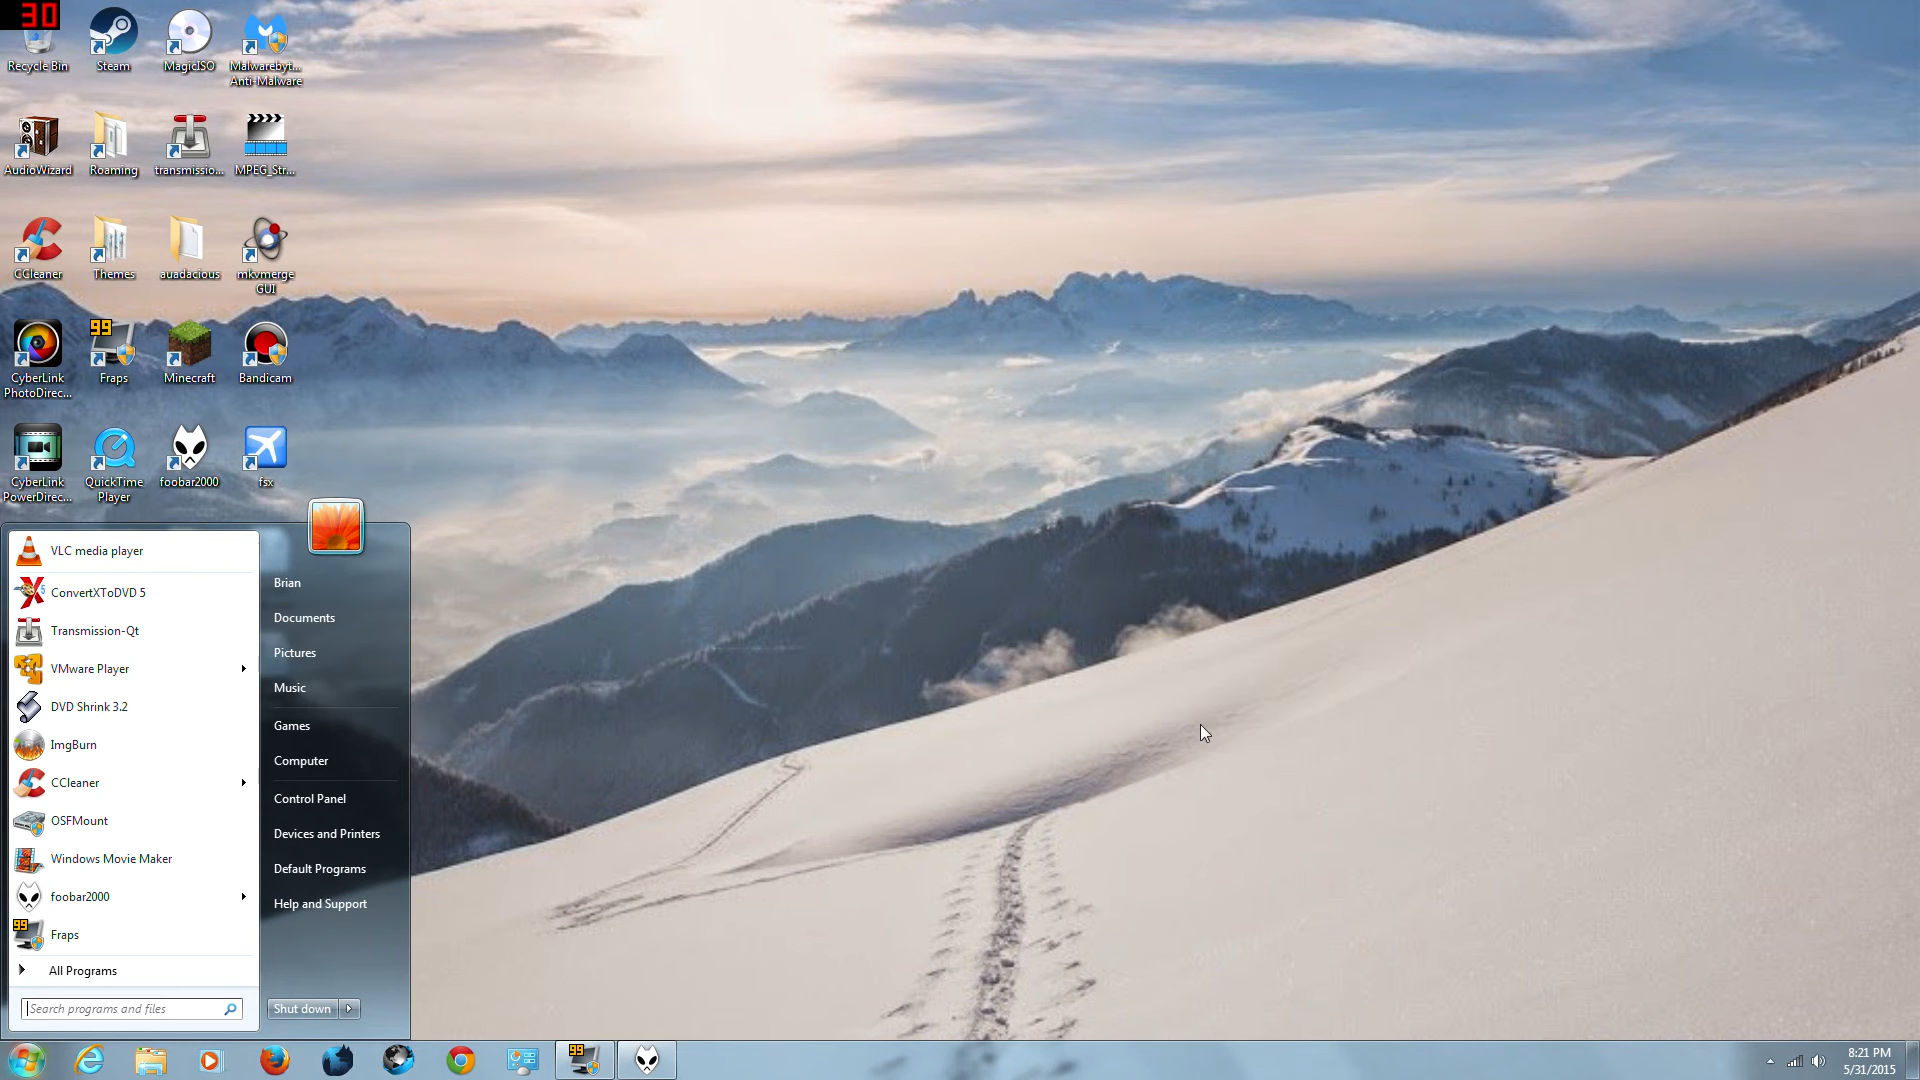 30
Recycle Bin
Steam
MagicISO
Malwarebyt...
Anti-Malware
AudioWizard
Roaming
transmissio...
MPEG_Str...
CCleaner
Themes
auadacious
mkvmerge
GUI
CyberLink
PhotoDirec...
99
Fraps
Minecraft
Bandicam
CyberLink
PowerDirec...
QuickTime
Player
foobar2000
fsx
VLC media player
ConvertXToDVD 5
Transmission-Qt
VMware Player
DVD Shrink 3.2
ImgBurn
CCleaner
OSFMount
Windows Movie Maker
foobar2000
99
Fraps
All Programs
Search programs and files
Brian
Documents
Pictures
Music
Games
Computer
Control Panel
Devices and Printers
Default Programs
Help and Support
Shut down
99
8:21 PM
5/31/2015